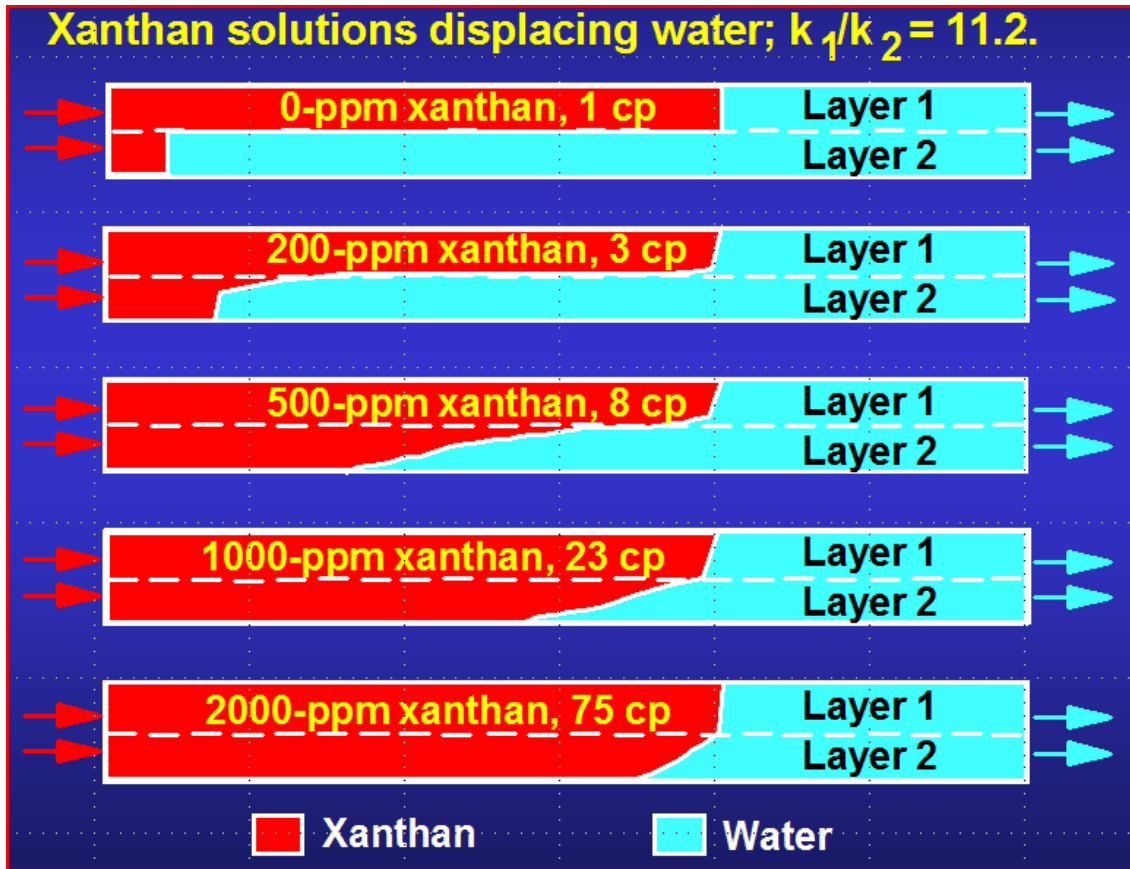 Xanthan solutions displacing water; k1/k2 = 11.2.
0-ppm xanthan, 1 cp Layer 1
Layer 2
200-ppm xanthan, 3 cp Layer 1
Layer 2
500-ppm xanthan, 8 cp Layer 1
Layer 2
1000-ppm xanthan, 23 cp Layer 1
Layer 2
2000-ppm xanthan, 75 cp Layer 1
Layer 2
Xanthan Water